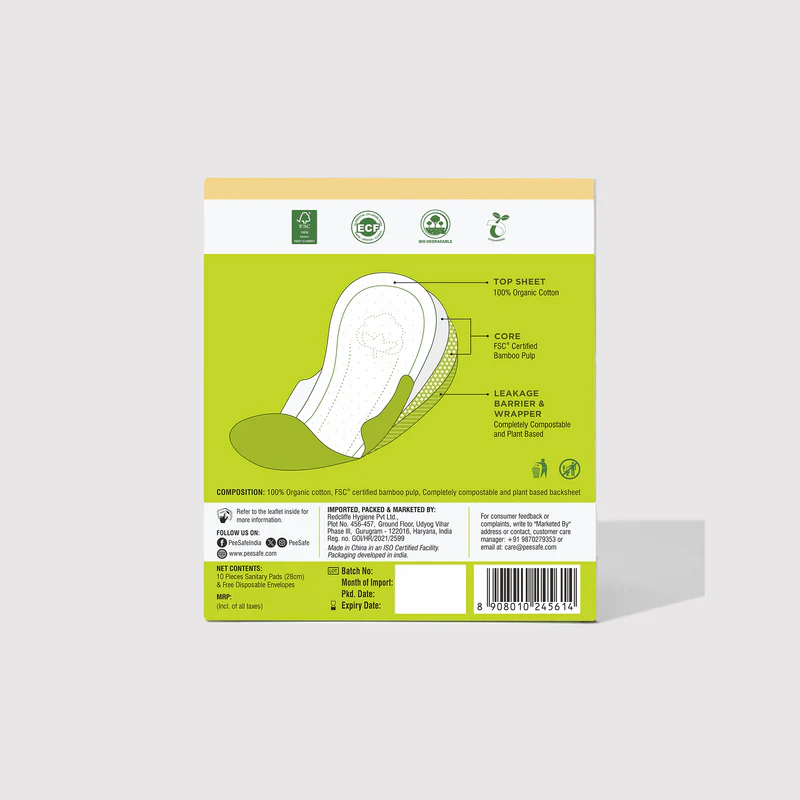 FSC
100%
ECF
BIO-DEGRADABLE
TOP SHEET
100% Organic Cotton
CORE
FSC® Certified
Bamboo Pulp
LEAKAGE
BARRIER &
WRAPPER
Completely Compostable
and Plant Based
COMPOSITION: 100% Organic cotton, FSC® certified bamboo pulp, Completely compostable and plant based backsheet
Refer to the leaflet inside for
more information.
FOLLOW US ON:
PeeSafeIndia PeeSafe
www.peesafe.com
IMPORTED, PACKED & MARKETED BY:
Redcliffe Hygiene Pvt Ltd.,
Plot No. 456-457, Ground Floor, Udyog Vihar
Phase III, Gurugram - 122016, Haryana, India
Reg. no. GOI/HR/2021/2599
Made in China in an ISO Certified Facility.
Packaging developed in india.
For consumer feedback or
complaints, write to "Marketed By"
address or contact, customer care
manager: +91 9870279353 or
email at: care@peesafe.com
NET CONTENTS:
10 Pieces Sanitary Pads (28cm)
& Free Disposable Envelopes
MRP:
(Incl. of all taxes)
LOT Batch No:
Month of Import:
Pkd. Date:
Expiry Date:
8 908010 245614